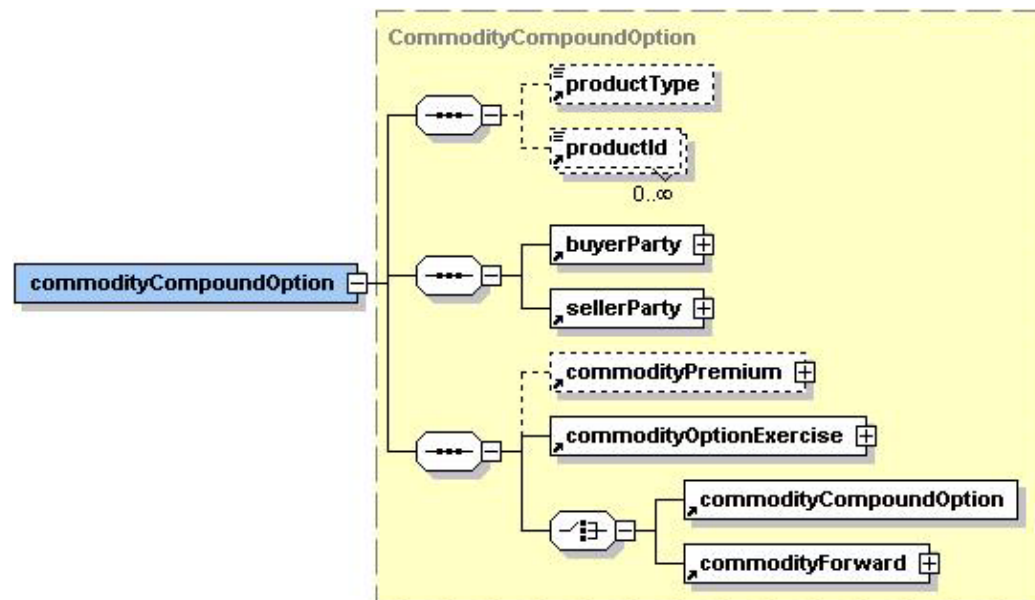 CommodityCompoundOption
productType
productId
0..∞
buyerParty
commodityCompoundOption
sellerParty
commodityPremium
commodityOptionExercise
commodityCompoundOption
commodityForward